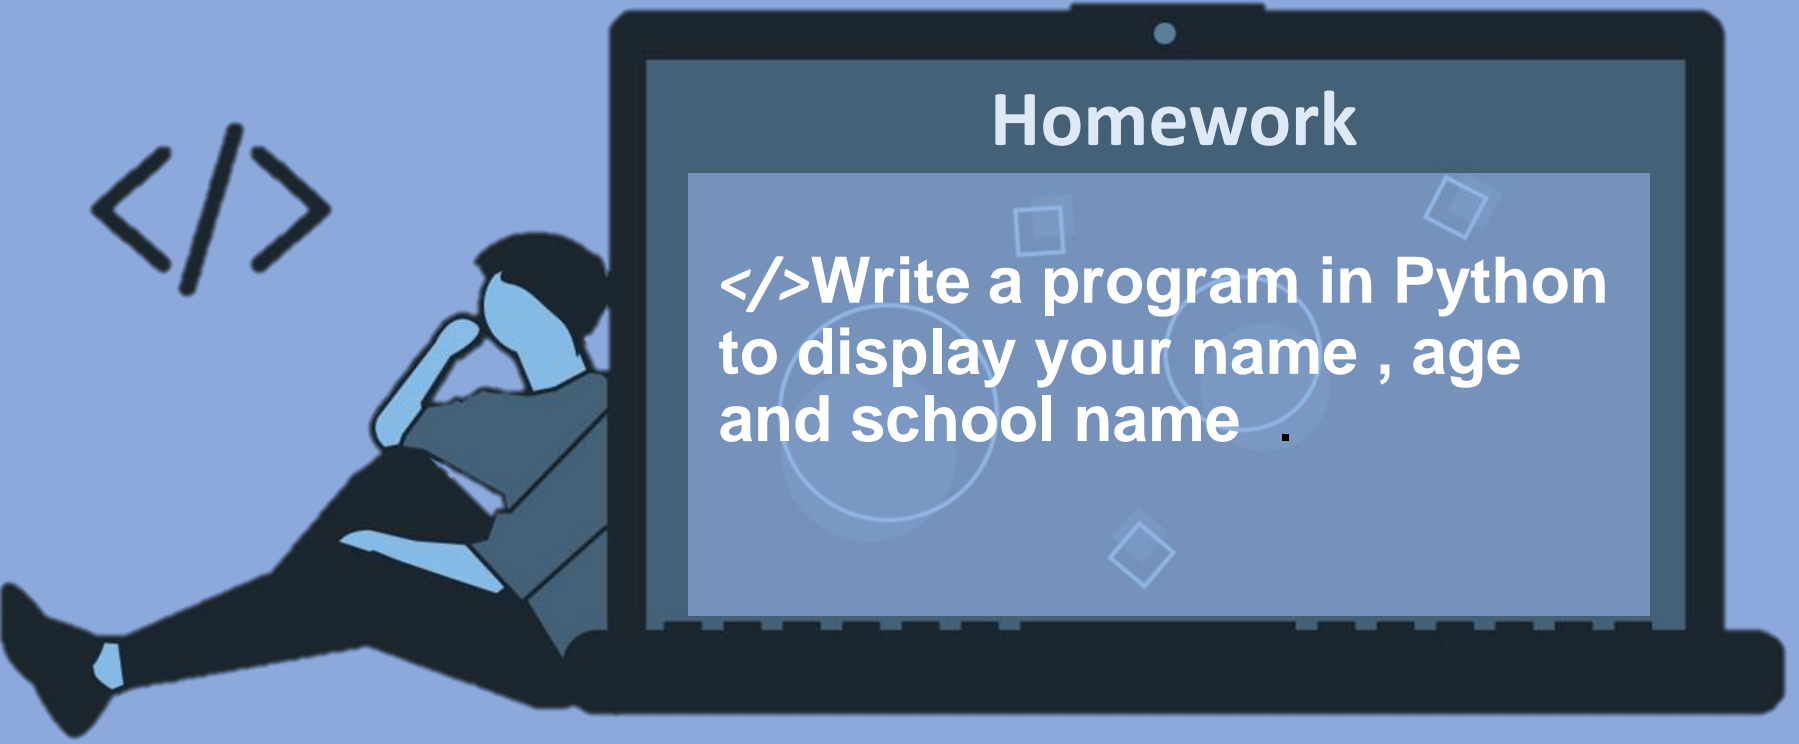 </>
Homework
</>Write a program in Python
to display your name , age
and school name .